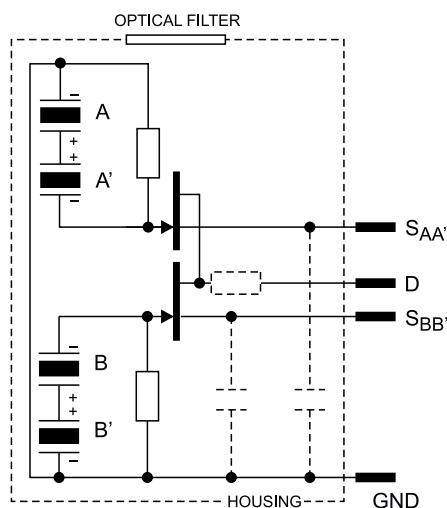 OPTICAL FILTER
−
A
+
+
A’
−
S_AA’
D
S_BB’
−
B
+
+
B’
−
HOUSING
GND